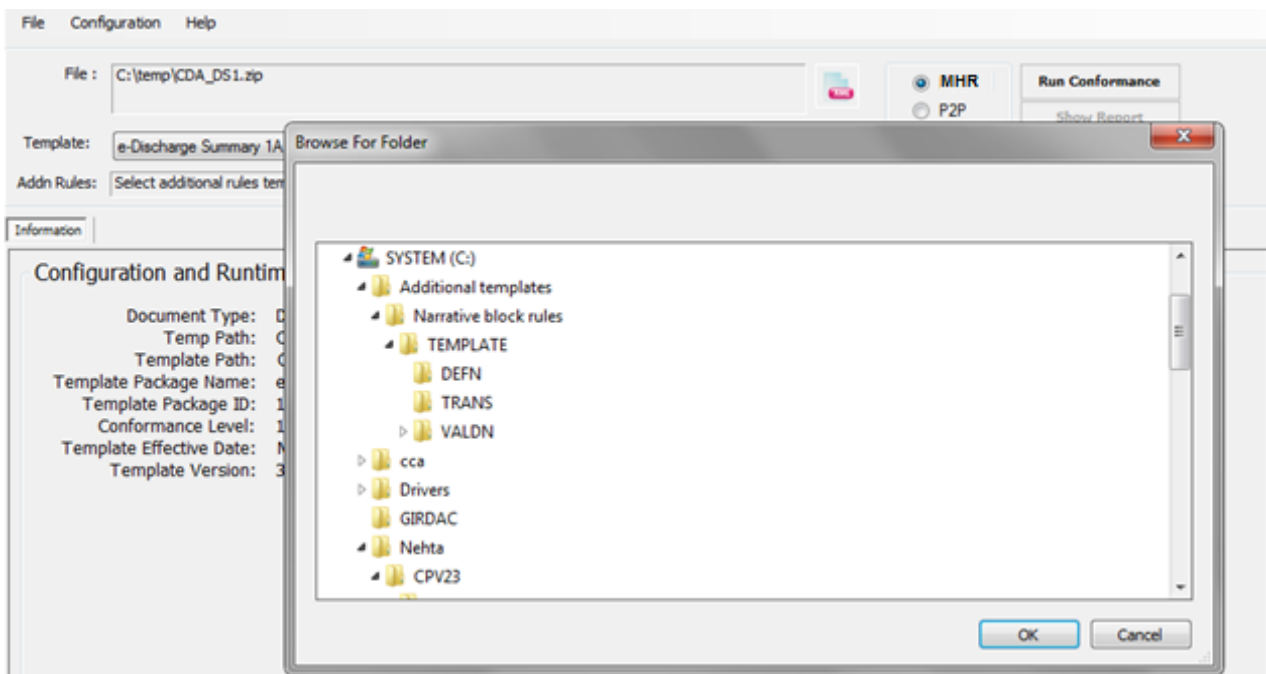 File Configuration Help
File : C:\temp\CDA_DS1.zip
XML
MHR
Run Conformance
P2P
Show Report
Template: e-Discharge Summary 1A
Browse For Folder
Addn Rules: Select additional rules tem
Information
Configuration and Runtim
Document Type: D
Temp Path: C
Template Path: C
Template Package Name: e
Template Package ID: 1
Conformance Level: 1
Template Effective Date: N
Template Version: 3
SYSTEM (C:)
Additional templates
Narrative block rules
TEMPLATE
DEFN
TRANS
VALDN
cca
Drivers
GIRDAC
Nehta
CPV23
OK Cancel